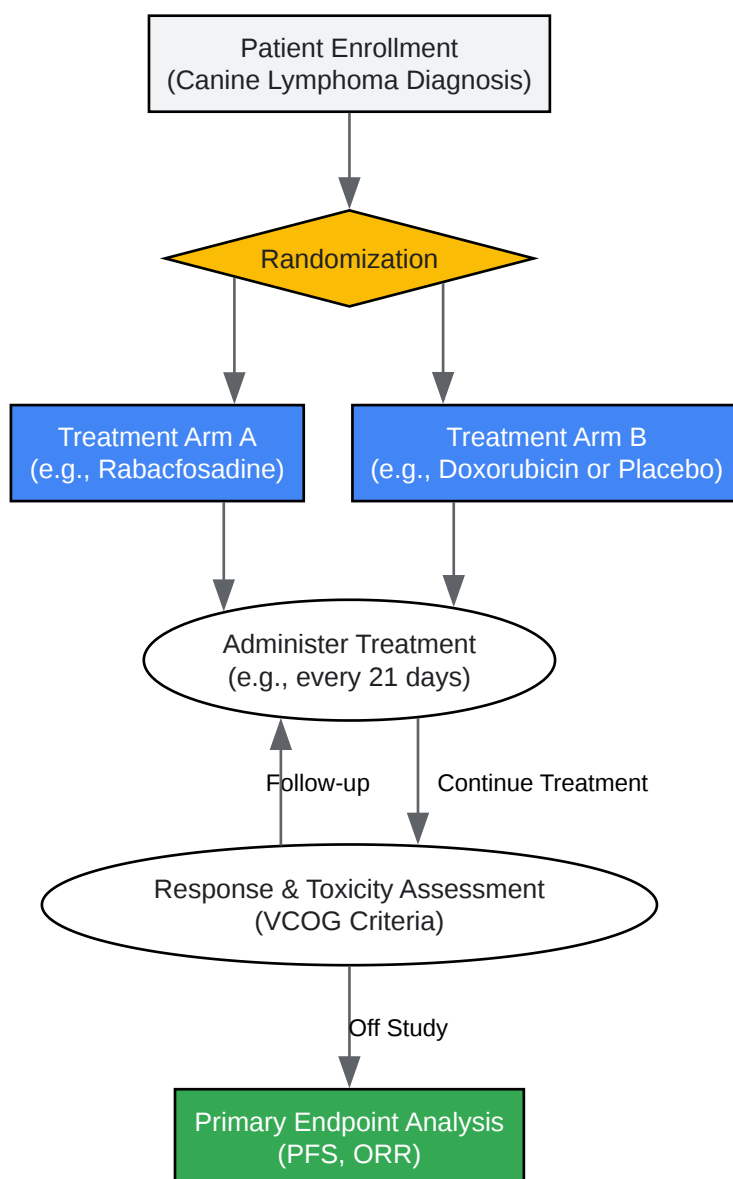 Patient Enrollment
(Canine Lymphoma Diagnosis)
Randomization
Treatment Arm A
(e.g., Rabacfosadine)
Treatment Arm B
(e.g., Doxorubicin or Placebo)
Administer Treatment
(e.g., every 21 days)
Follow-up
Continue Treatment
Response & Toxicity Assessment
(VCOG Criteria)
Off Study
Primary Endpoint Analysis
(PFS, ORR)